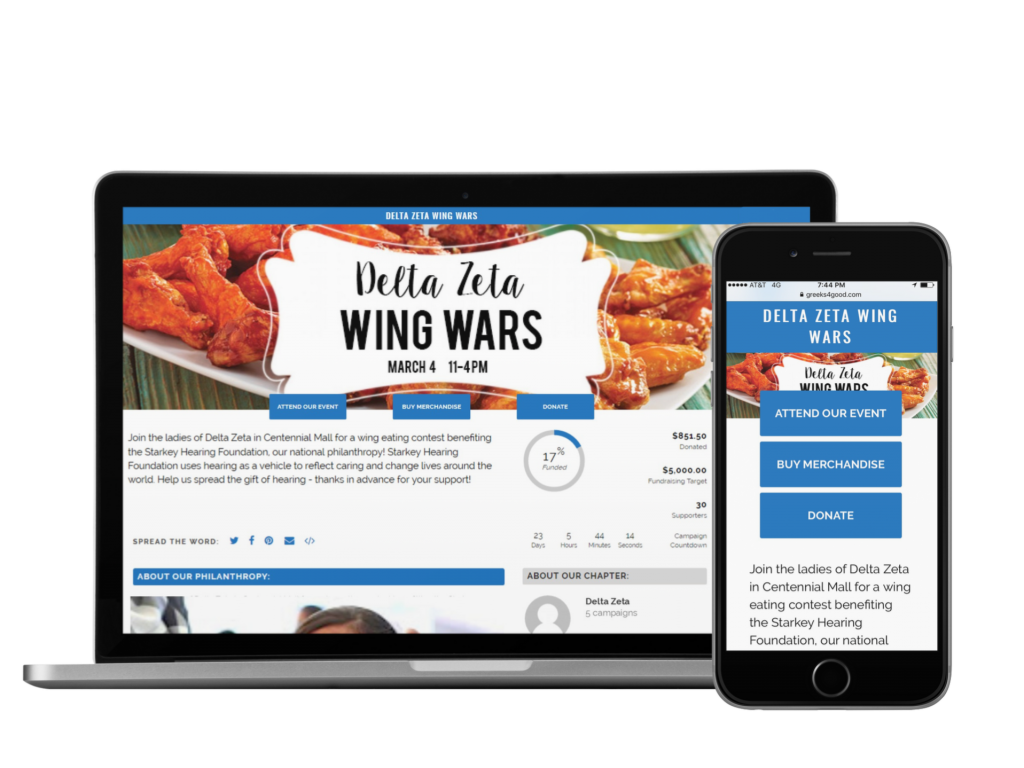 DELTA ZETA WING WARS
Delta Zeta
WING WARS
MARCH 4 11-4PM
ATTEND OUR EVENT
BUY MERCHANDISE
DONATE
Join the ladies of Delta Zeta in Centennial Mall for a wing eating contest benefiting
the Starkey Hearing Foundation, our national philanthropy! Starkey Hearing
Foundation uses hearing as a vehicle to reflect caring and change lives around the
world. Help us spread the gift of hearing - thanks in advance for your support!
17%
Funded
$851.50
Donated
$5,000.00
Fundraising Target
30
Supporters
23 5 44 14
Days Hours Minutes Seconds
Campaign
Countdown
SPREAD THE WORD:
ABOUT OUR PHILANTHROPY:
ABOUT OUR CHAPTER:
Delta Zeta
5 campaigns
AT&T 4G 7:44 PM
greeks4good.com
DELTA ZETA WING
WARS
Delta Zeta
WING WARS
ATTEND OUR EVENT
BUY MERCHANDISE
DONATE
Join the ladies of Delta Zeta
in Centennial Mall for a wing
eating contest benefiting
the Starkey Hearing
Foundation, our national